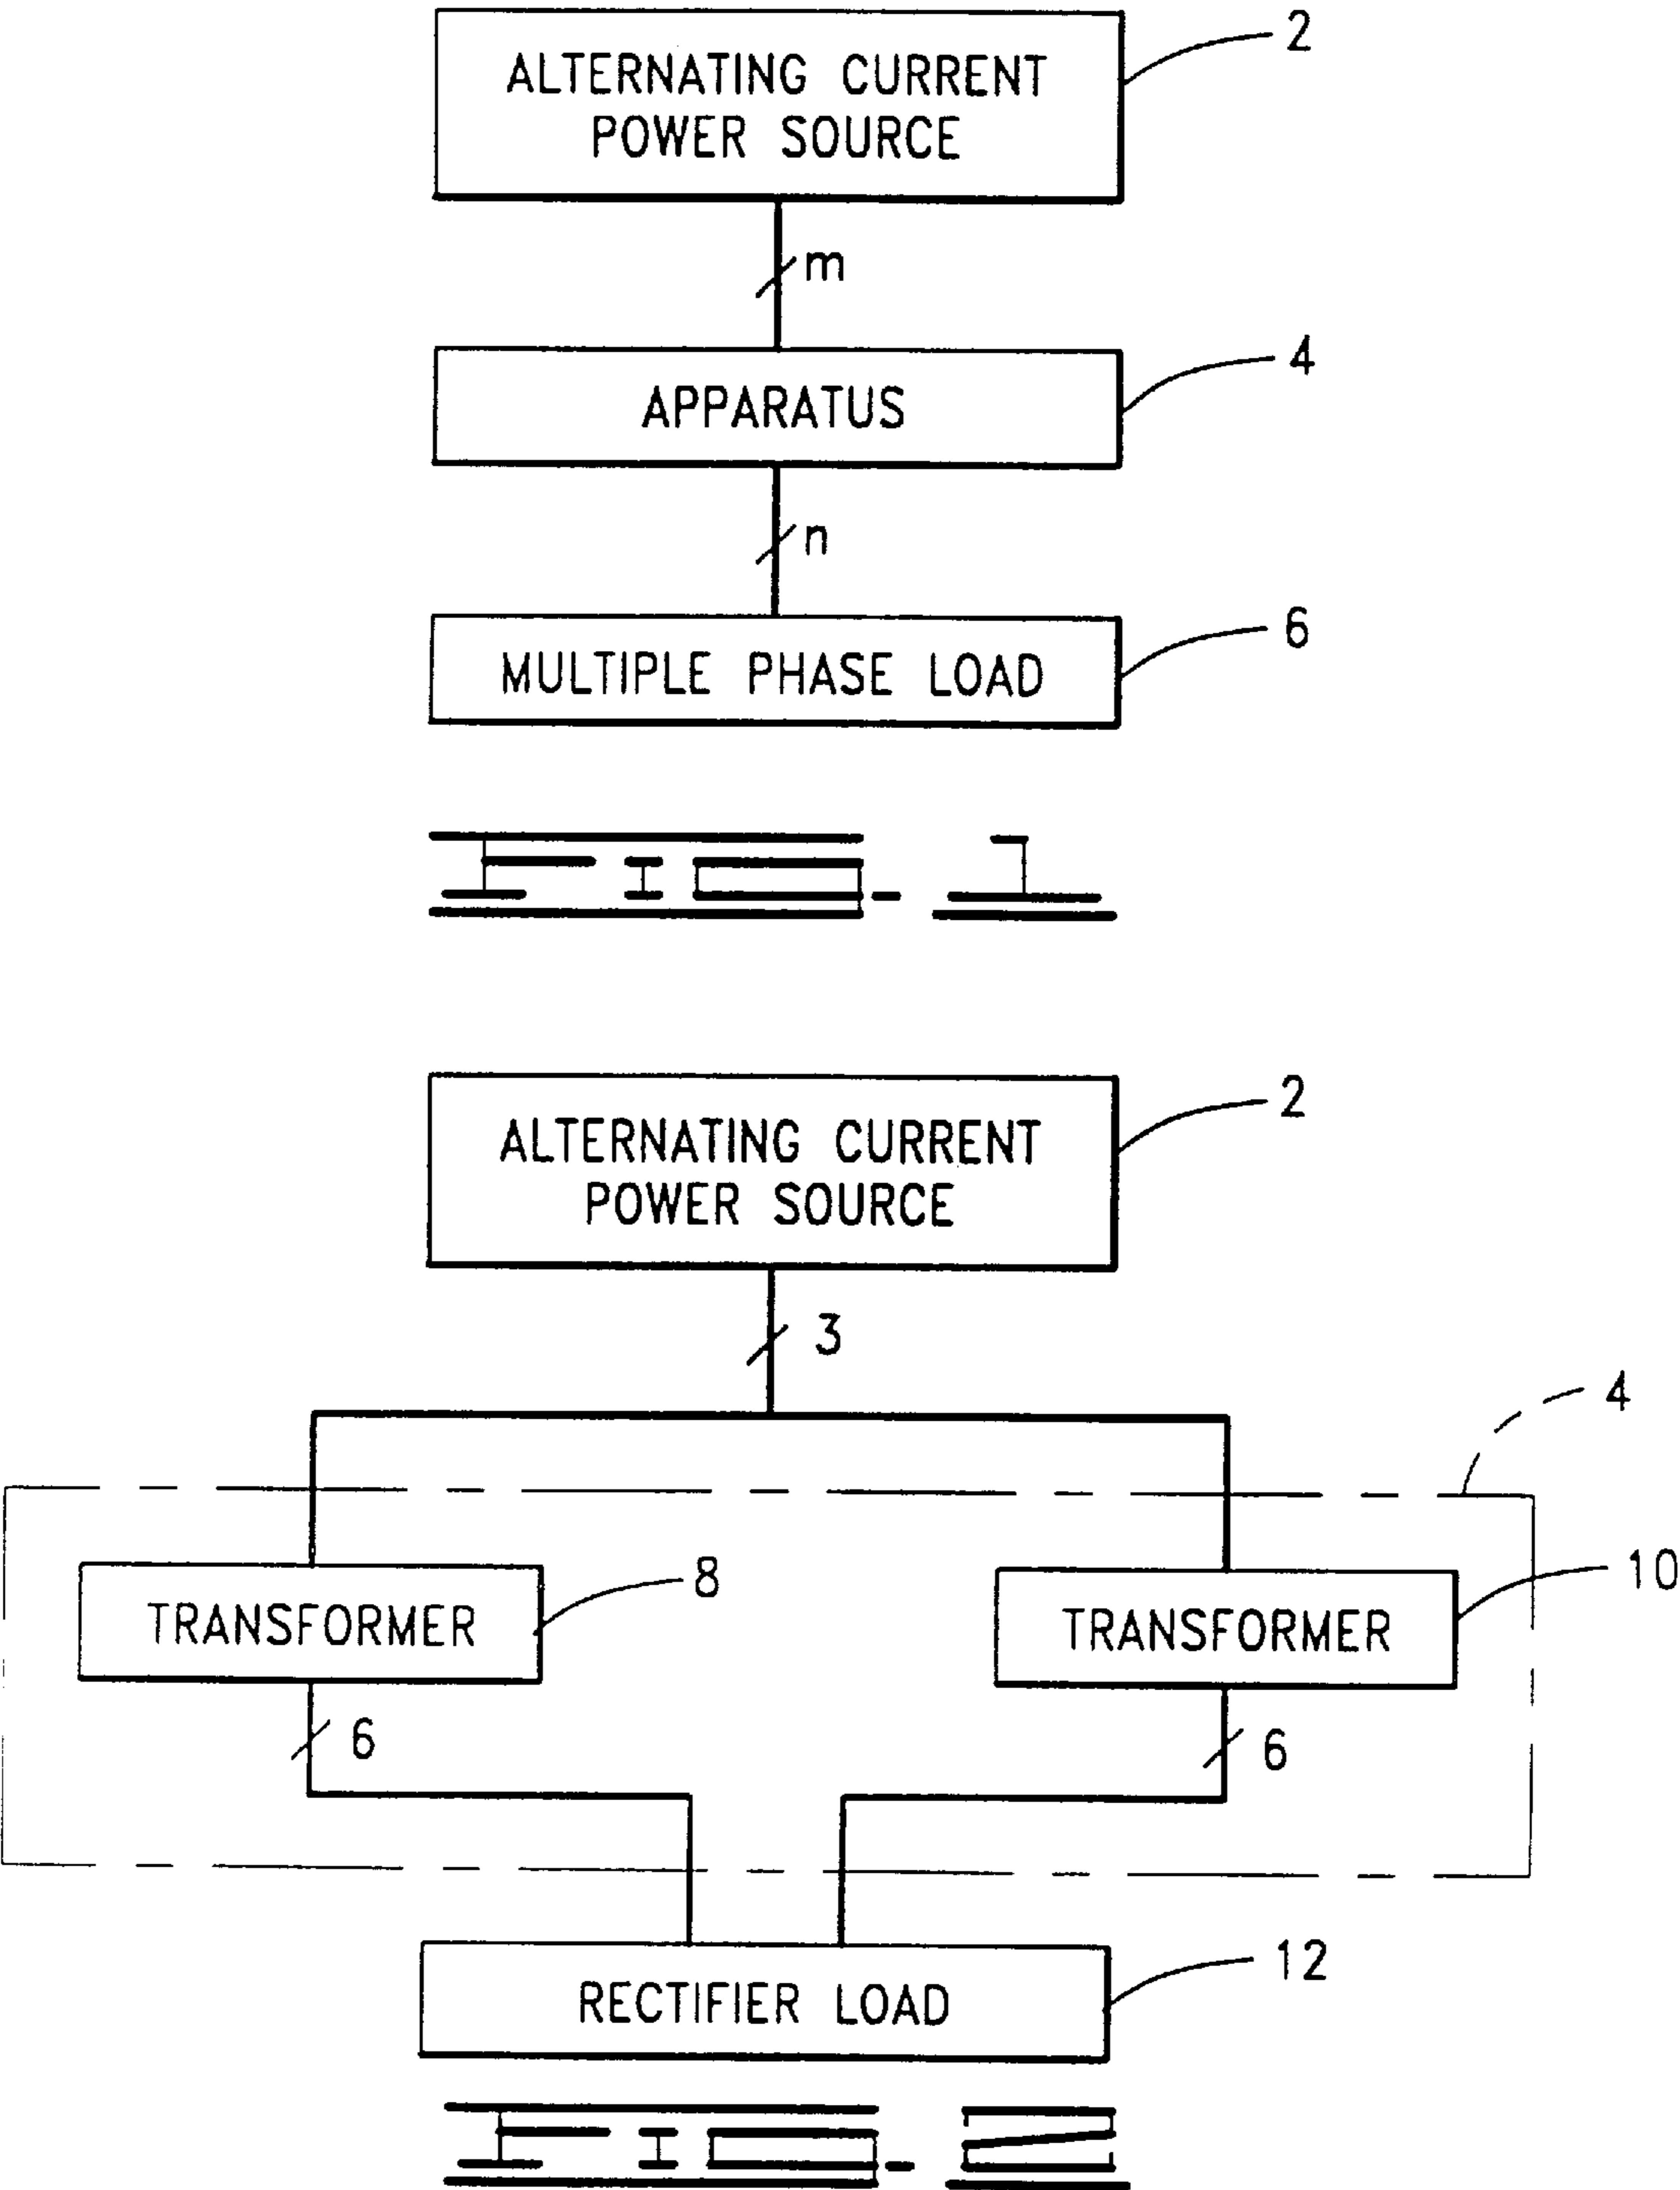 2
ALTERNATING CURRENT
POWER SOURCE
m
4
APPARATUS
n
6
MULTIPLE PHASE LOAD
FIG. 1
2
ALTERNATING CURRENT
POWER SOURCE
3
4
8
10
TRANSFORMER
TRANSFORMER
6
6
12
RECTIFIER LOAD
FIG. 2